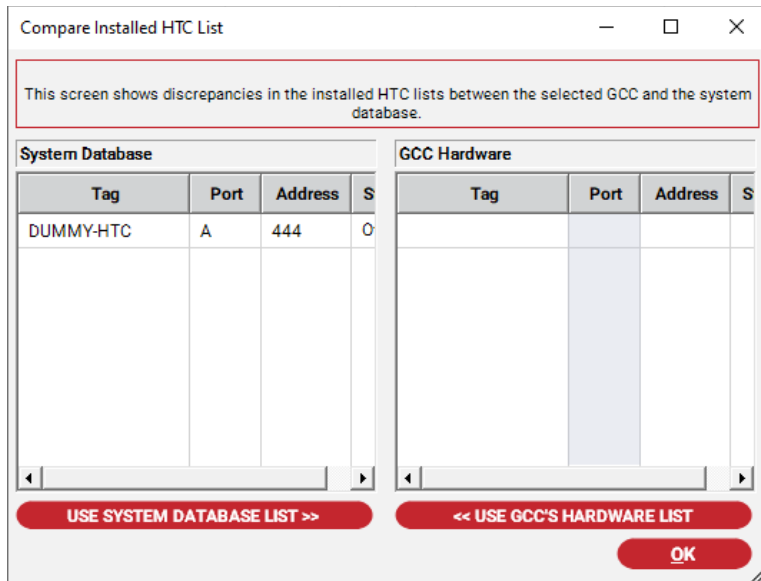 Compare Installed HTC List
This screen shows discrepancies in the installed HTC lists between the selected GCC and the system
database.
System Database
Tag Port Address S
DUMMY-HTC A 444 O
USE SYSTEM DATABASE LIST >>
GCC Hardware
Tag Port Address S
<< USE GCC'S HARDWARE LIST
OK